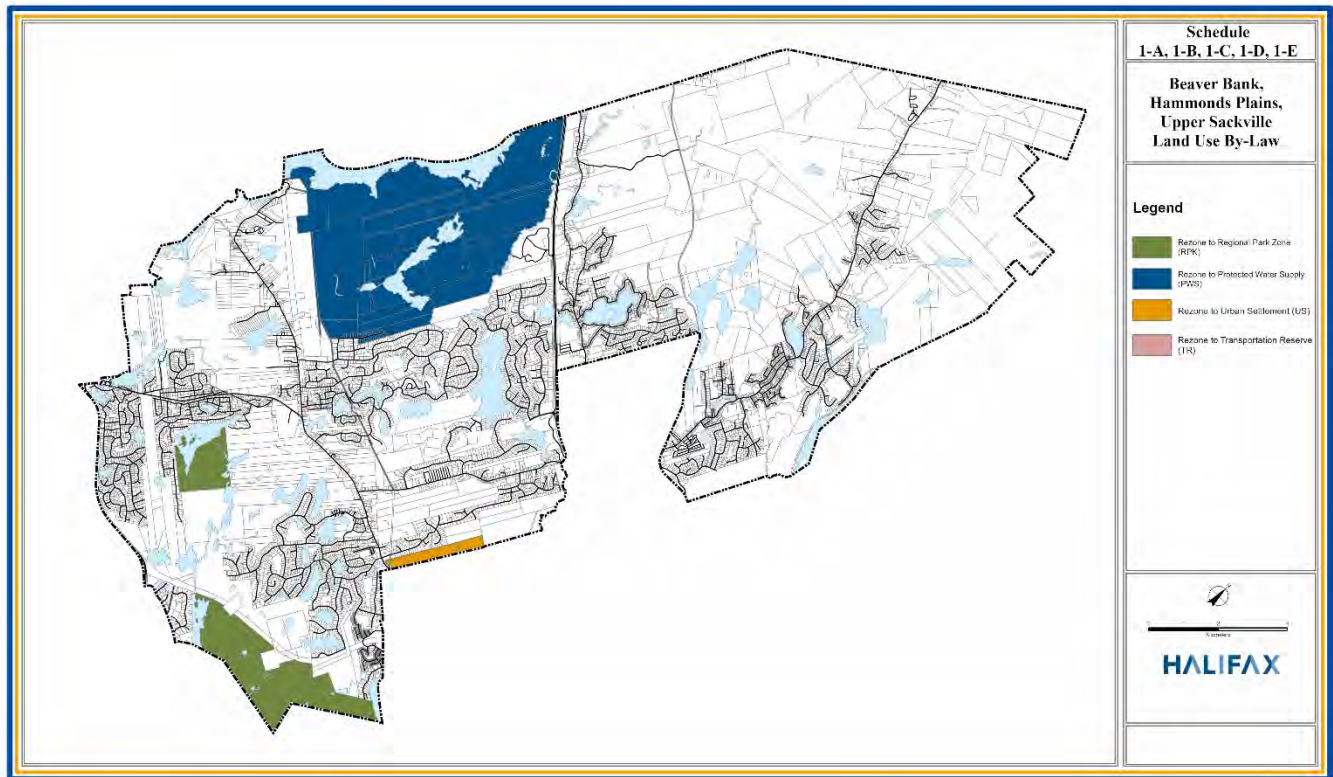 Schedule
1-A, 1-B, 1-C, 1-D, 1-E
Beaver Bank,
Hammonds Plains,
Upper Sackville
Land Use By-Law
Legend
Rezone to Regional Park Zone
(RPK)
Rezone to Protected Water Supply
(PWS)
Rezone to Urban Settlement (US)
Rezone to Transportation Reserve
(TR)
HALIFAX